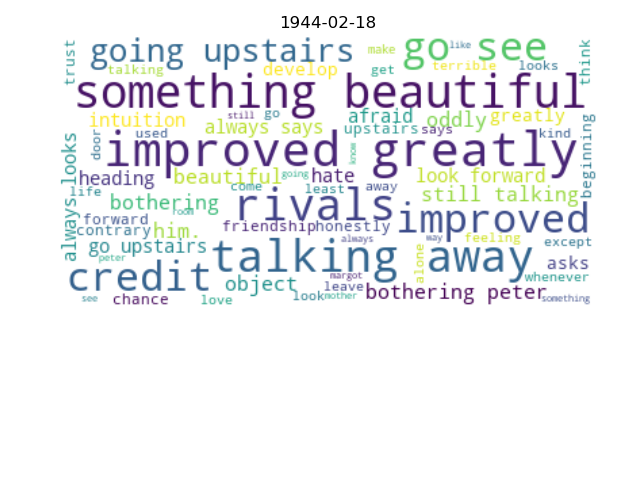 1944-02-18
trust going upstairs make go like see think
talking develop get terrible looks
something beautiful
intuition still go afraid oddly greatly
door used always says upstairs says kind beginning
improved greatly
know
always looks heading beautiful going hate look forward
life bothering come least away still talking
rivals
forward room improved
contrary him. friendship honestly
go upstairs always way feeling except
peter talking away alone asks
credit margot whenever
object leave
see chance love look mother bothering peter something